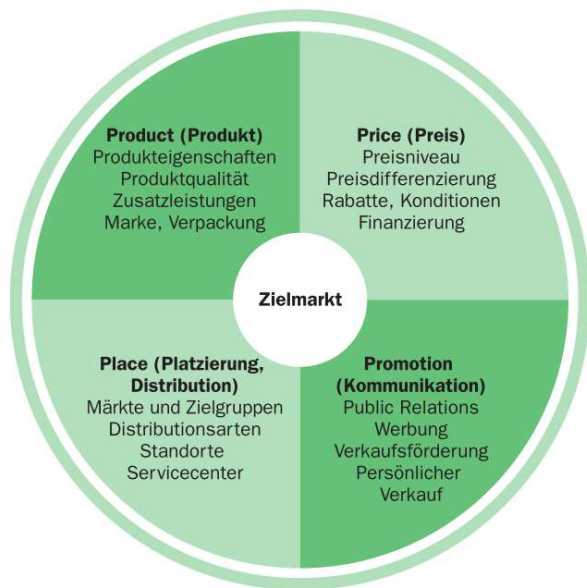 Product (Produkt)
Produkteigenschaften
Produktqualität
Zusatzleistungen
Marke, Verpackung
Price (Preis)
Preisniveau
Preisdifferenzierung
Rabatte, Konditionen
Finanzierung
Zielmarkt
Place (Platzierung,
Distribution)
Märkte und Zielgruppen
Distributionsarten
Standorte
Servicecenter
Promotion
(Kommunikation)
Public Relations
Werbung
Verkaufsförderung
Persönlicher
Verkauf